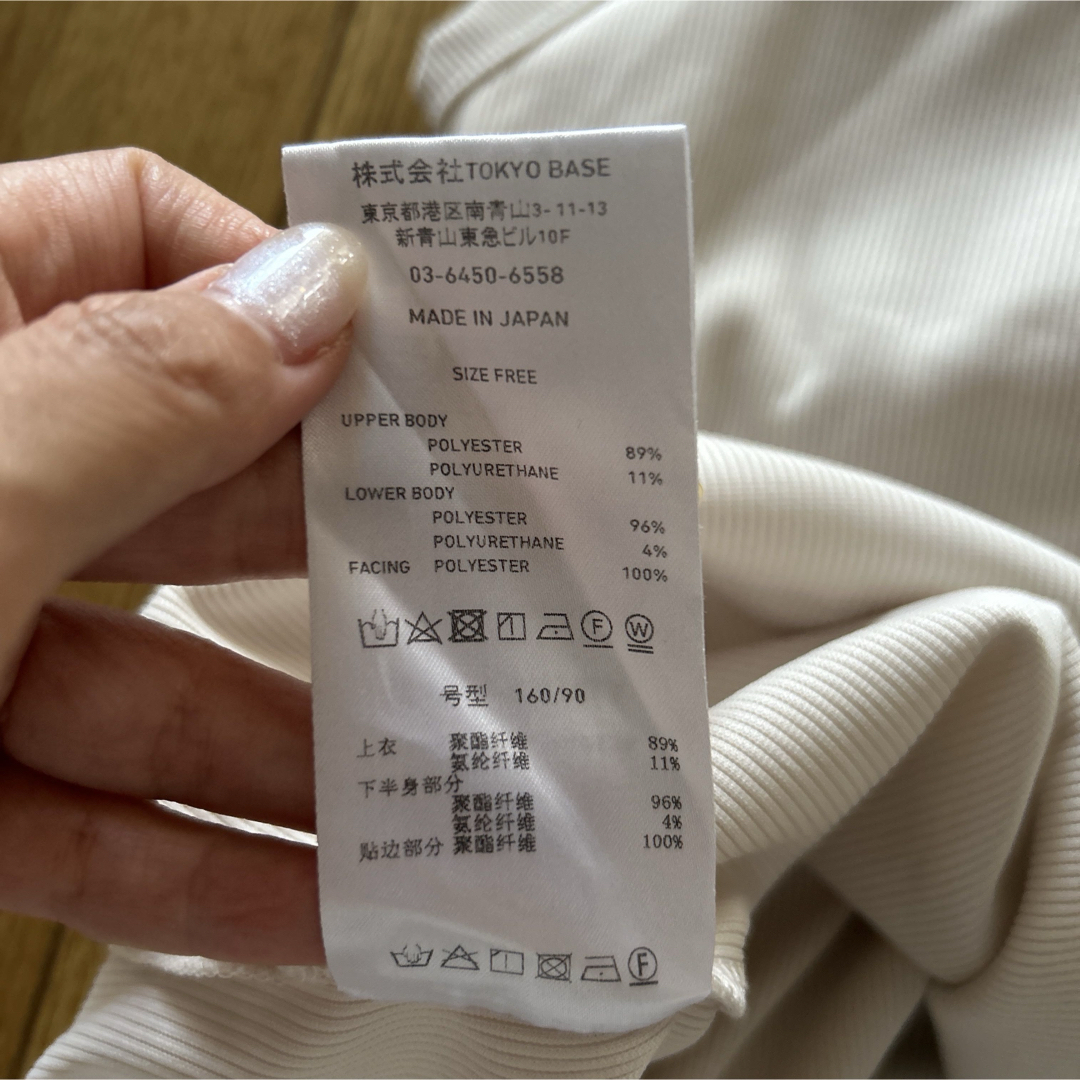 株式会社TOKYO BASE
東京都港区南青山3-11-13
新青山東急ビル10F
03-6450-6558
MADE IN JAPAN
SIZE FREE
UPPER BODY
POLYESTER 89%
POLYURETHANE 11%
LOWER BODY
POLYESTER 96%
POLYURETHANE 4%
FACING POLYESTER 100%
F W
号型 160/90
上衣 聚酯纤维 89%
氨纶纤维 11%
下半身部分
聚酯纤维 96%
氨纶纤维 4%
贴边部分 聚酯纤维 100%
F